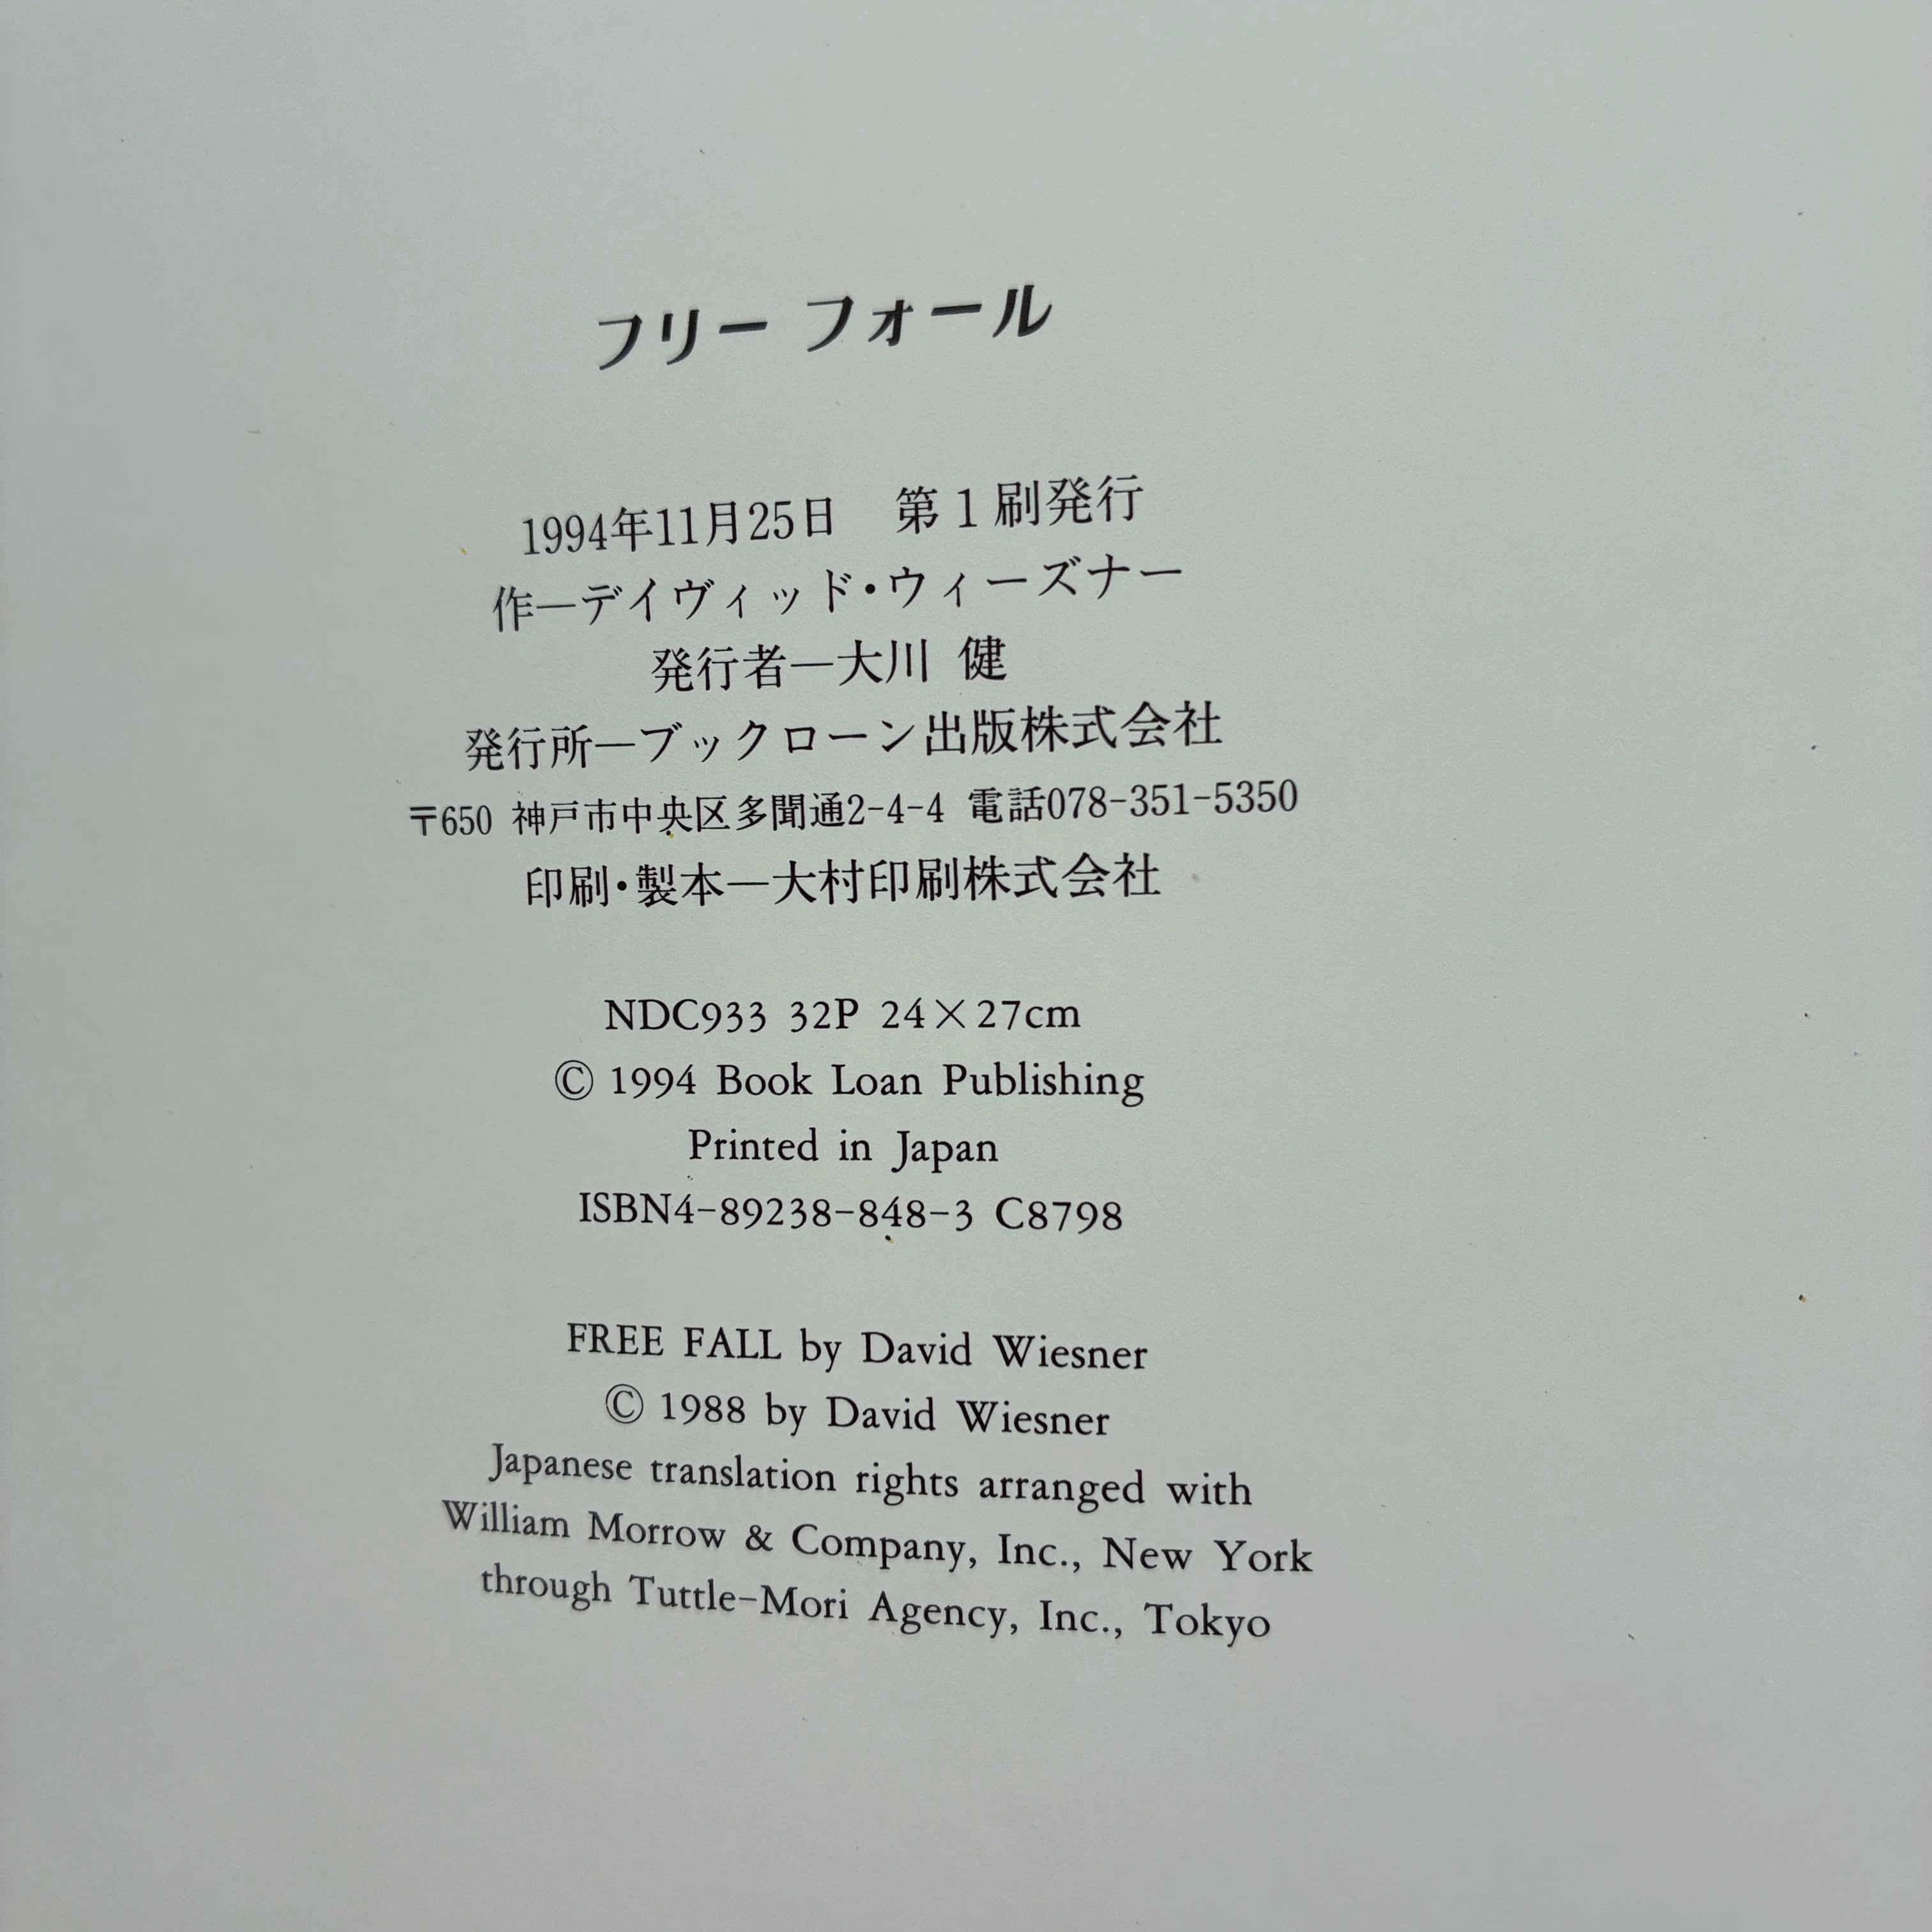 フリー フォール
1994年11月25日　第1刷発行
作—デイヴィッド・ウィーズナー
発行者—大川 健
発行所—ブックローン出版株式会社
〒650 神戸市中央区多聞通2-4-4 電話078-351-5350
印刷・製本—大村印刷株式会社
NDC933 32P 24×27cm
© 1994 Book Loan Publishing
Printed in Japan
ISBN4-89238-848-3 C8798
FREE FALL by David Wiesner
© 1988 by David Wiesner
Japanese translation rights arranged with
William Morrow & Company, Inc., New York
through Tuttle-Mori Agency, Inc., Tokyo